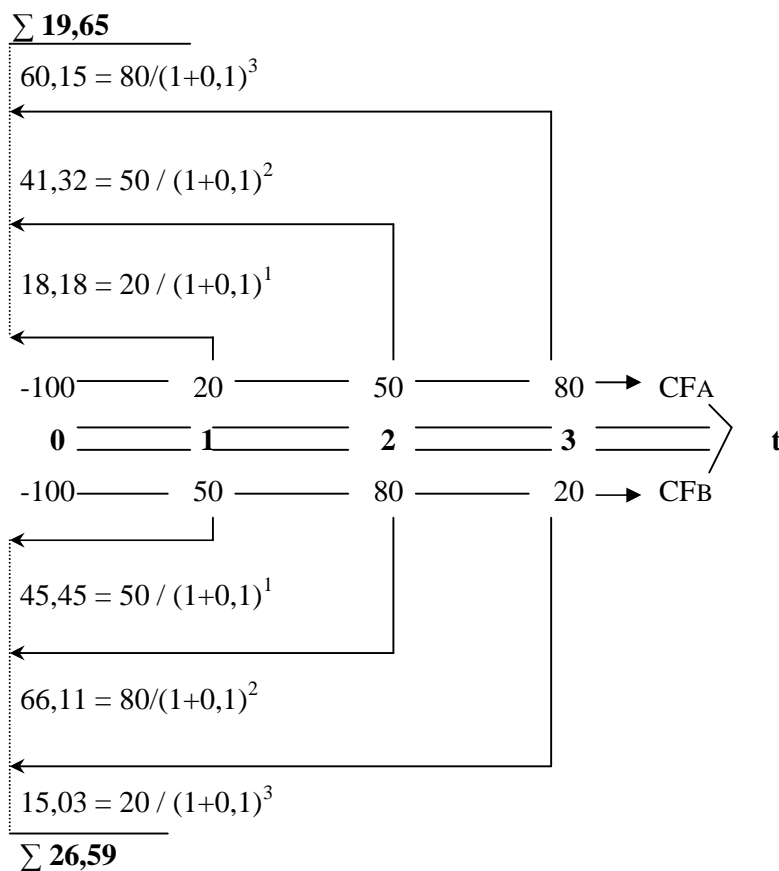 ∑ 19,65
60,15 = 80/(1+0,1)³
41,32 = 50 / (1+0,1)²
18,18 = 20 / (1+0,1)¹
-100 20 50 80 CFA
0 1 2 3 t
-100 50 80 20 CFB
45,45 = 50 / (1+0,1)¹
66,11 = 80/(1+0,1)²
15,03 = 20 / (1+0,1)³
∑ 26,59